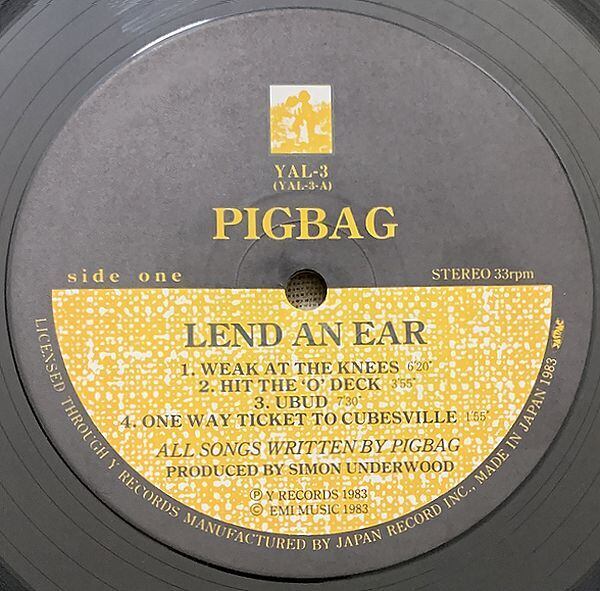 YAL-3
(YAL-3-A)
PIGBAG
side one
STEREO 33rpm
LEND AN EAR
1. WEAK AT THE KNEES 6'20"
2. HIT THE 'O' DECK 3'55"
3. UBUD 7'30"
4. ONE WAY TICKET TO CUBESVILLE 1'55"
ALL SONGS WRITTEN BY PIGBAG
PRODUCED BY SIMON UNDERWOOD
Ⓟ Y RECORDS 1983
© EMI MUSIC 1983
LICENSED THROUGH Y RECORDS MANUFACTURED BY JAPAN RECORD INC., MADE IN JAPAN 1983